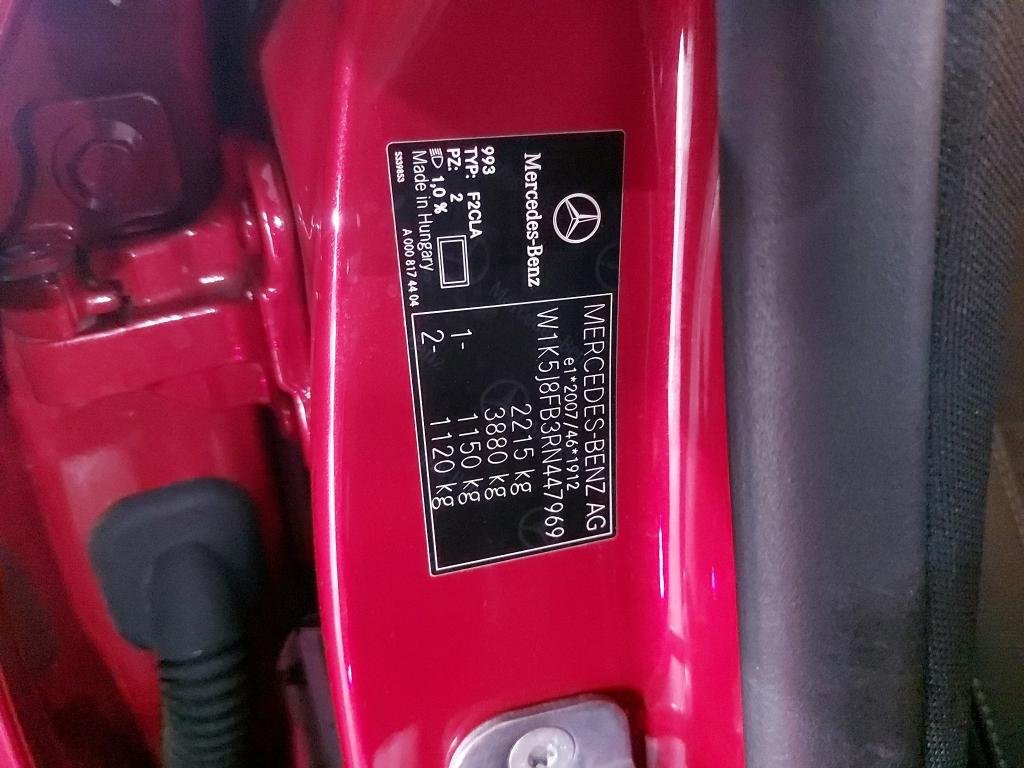 Mercedes-Benz
993
TYP: F2CLA
PZ: 2
1,0 %
Made in Hungary
5339853
A 000 817 44 04
MERCEDES-BENZ AG
e1*2007/46*1912
W1K5J8FB3RN447969
2215 kg
3880 kg
1- 1150 kg
2- 1120 kg